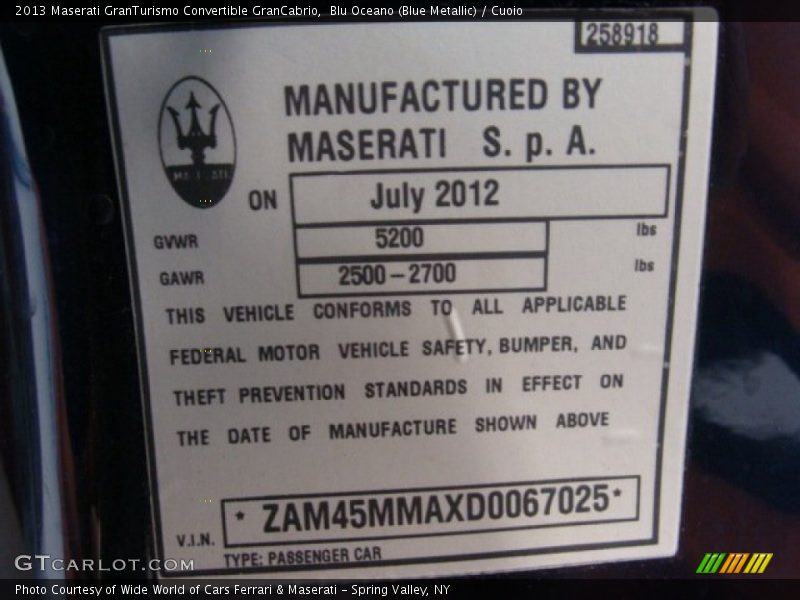 2013 Maserati GranTurismo Convertible GranCabrio,  Blu Oceano (Blue Metallic) / Cuoio
258918
MANUFACTURED BY
MASERATI S. p. A.
MASERATI
ON July 2012
GVWR 5200 lbs
GAWR 2500-2700 lbs
THIS VEHICLE CONFORMS TO ALL APPLICABLE
FEDERAL MOTOR VEHICLE SAFETY, BUMPER, AND
THEFT PREVENTION STANDARDS IN EFFECT ON
THE DATE OF MANUFACTURE SHOWN ABOVE
V.I.N. * ZAM45MMAXD0067025 *
TYPE: PASSENGER CAR
GTCARLOT.COM
Photo Courtesy of Wide World of Cars Ferrari & Maserati - Spring Valley, NY